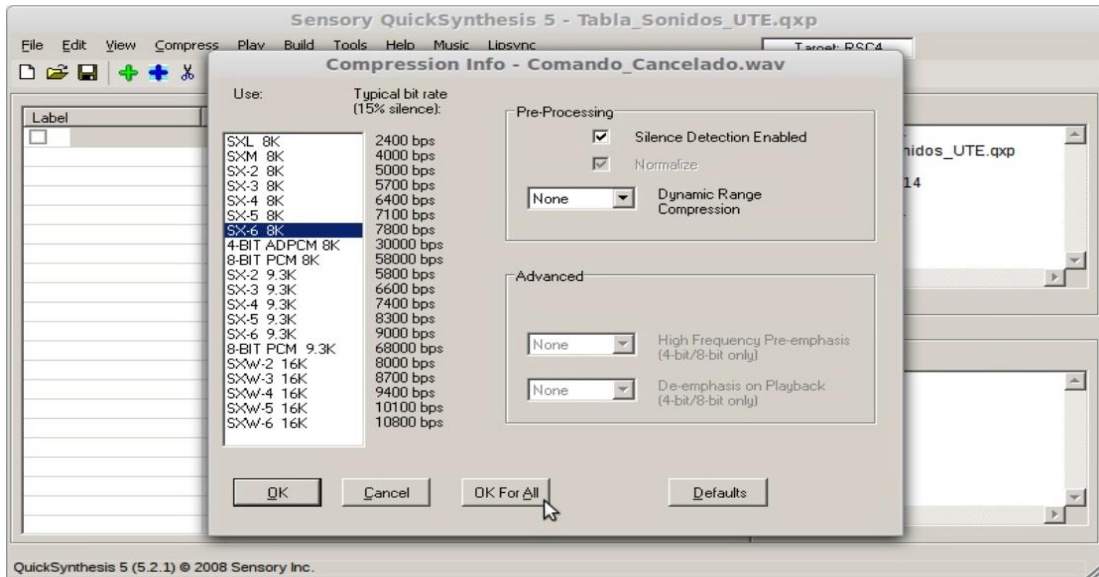 Sensory QuickSynthesis 5 - Tabla_Sonidos_UTE.qxp
File Edit View Compress Play Build Tools Help Music Lipsync
Target: RSC4
Compression Info - Comando_Cancelado.wav
Label
Use: Typical bit rate
(15% silence):
SXL 8K 2400 bps
SXM 8K 4000 bps
SX-2 8K 5000 bps
SX-3 8K 5700 bps
SX-4 8K 6400 bps
SX-5 8K 7100 bps
SX-6 8K 7800 bps
4-BIT ADPCM 8K 30000 bps
8-BIT PCM 8K 58000 bps
SX-2 9.3K 5800 bps
SX-3 9.3K 6600 bps
SX-4 9.3K 7400 bps
SX-5 9.3K 8300 bps
SX-6 9.3K 9000 bps
8-BIT PCM 9.3K 68000 bps
SXW-2 16K 8000 bps
SXW-3 16K 8700 bps
SXW-4 16K 9400 bps
SXW-5 16K 10100 bps
SXW-6 16K 10800 bps
Pre-Processing
Silence Detection Enabled
Normalize
None Dynamic Range
Compression
Advanced
None High Frequency Pre-emphasis
(4-bit/8-bit only)
None De-emphasis on Playback
(4-bit/8-bit only)
OK Cancel OK For All Defaults
nidos_UTE.qxp
14
QuickSynthesis 5 (5.2.1) © 2008 Sensory Inc.